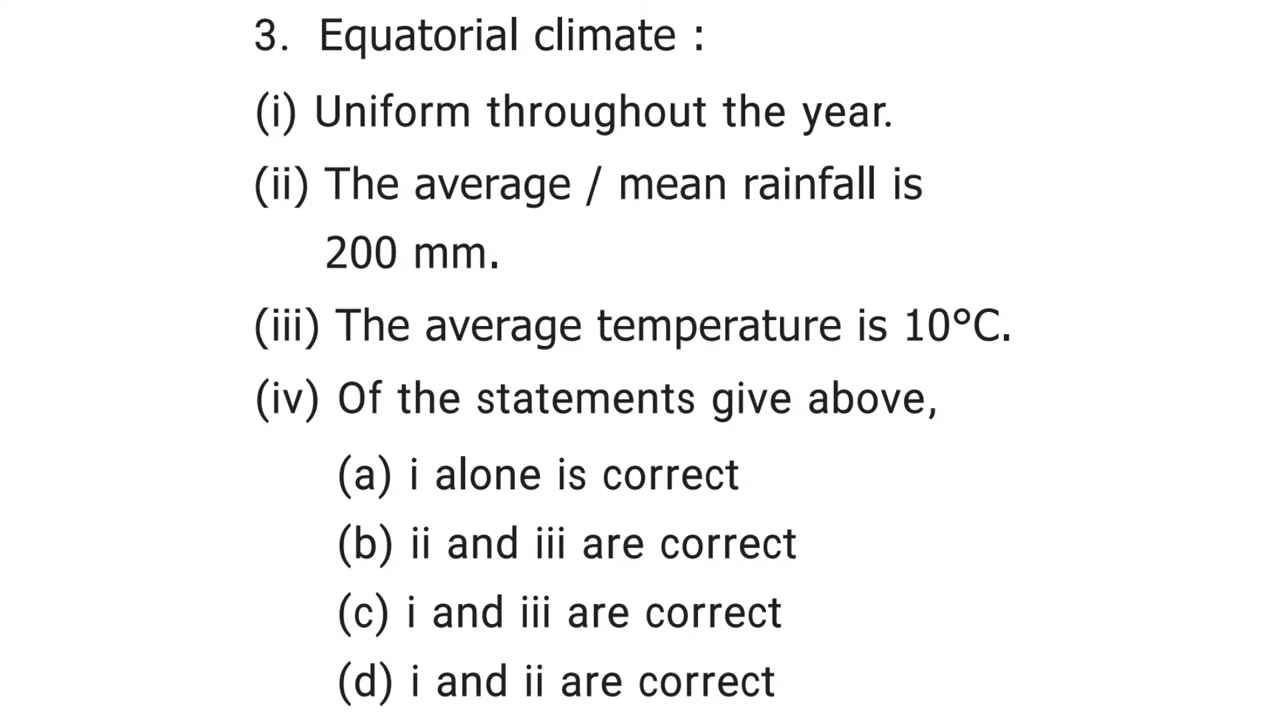 3. Equatorial climate :
(i) Uniform throughout the year.
(ii) The average / mean rainfall is
200 mm.
(iii) The average temperature is 10°C.
(iv) Of the statements give above,
(a) i alone is correct
(b) ii and iii are correct
(c) i and iii are correct
(d) i and ii are correct